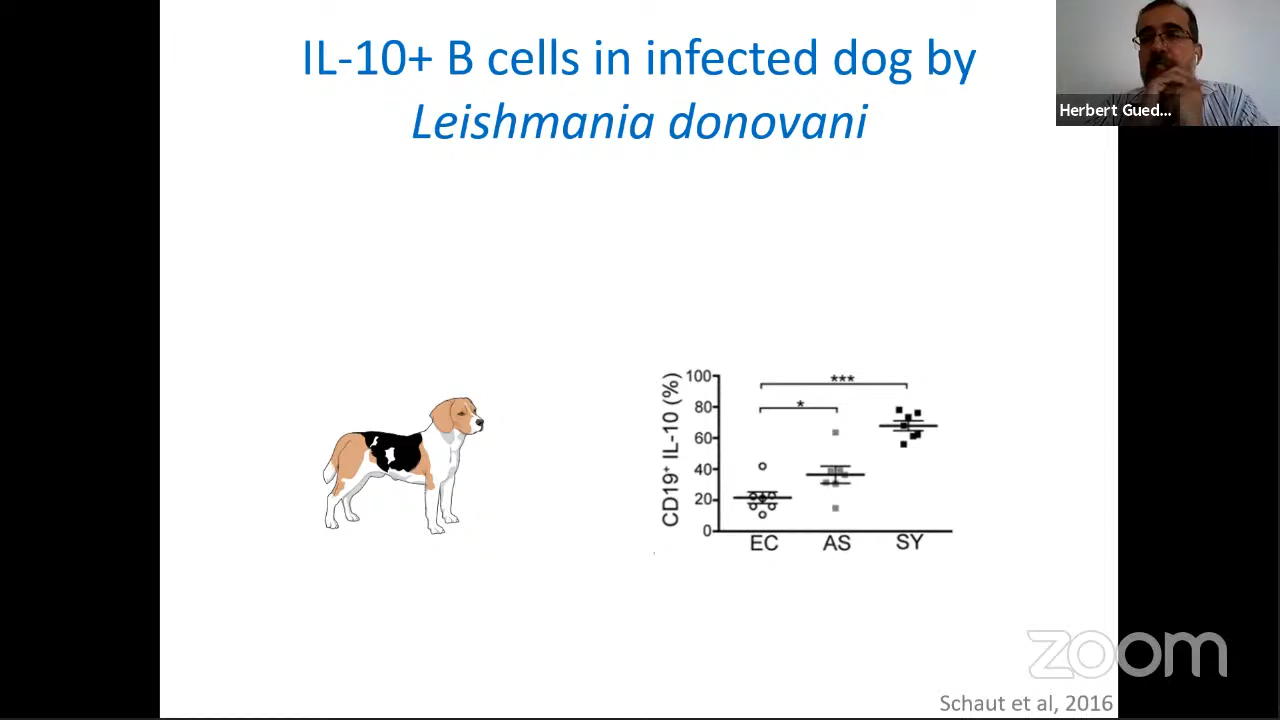 IL-10+ B cells in infected dog by
Leishmania donovani
Herbert Gued...
CD19+ IL-10 (%)
100
80
60
40
20
0
***
*
EC AS SY
zoom
Schaut et al, 2016